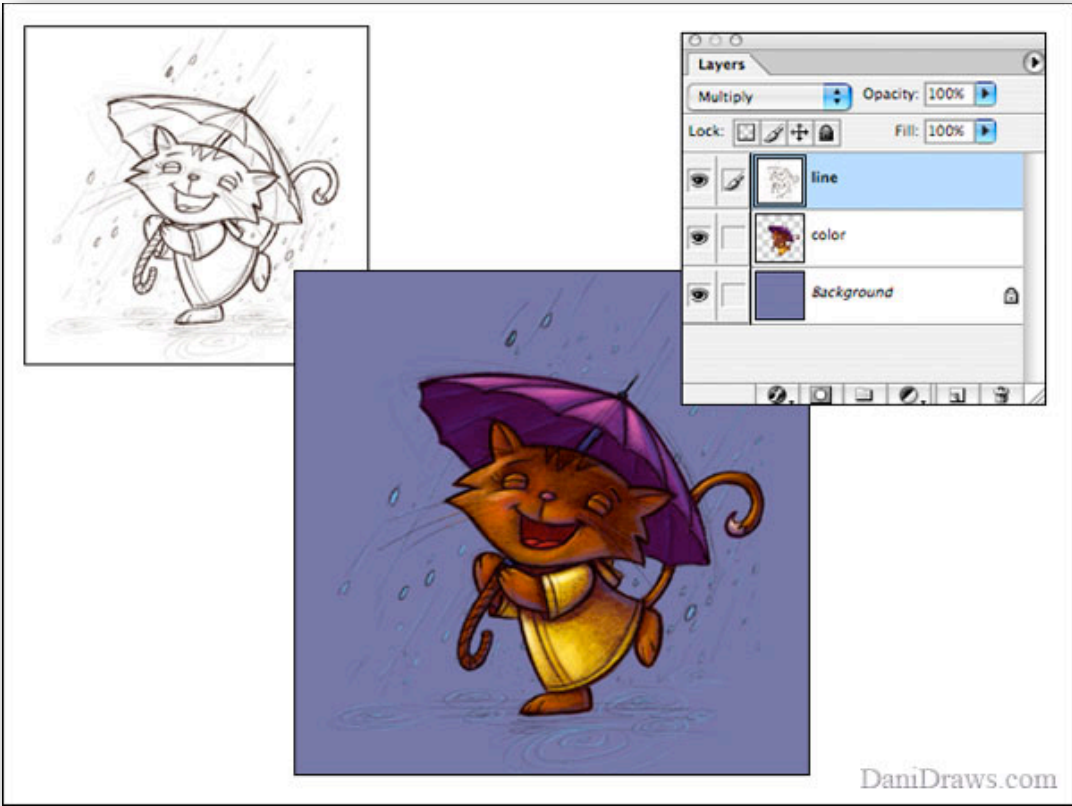 Layers
Multiply Opacity: 100%
Lock: Fill: 100%
line
color
Background
DaniDraws.com